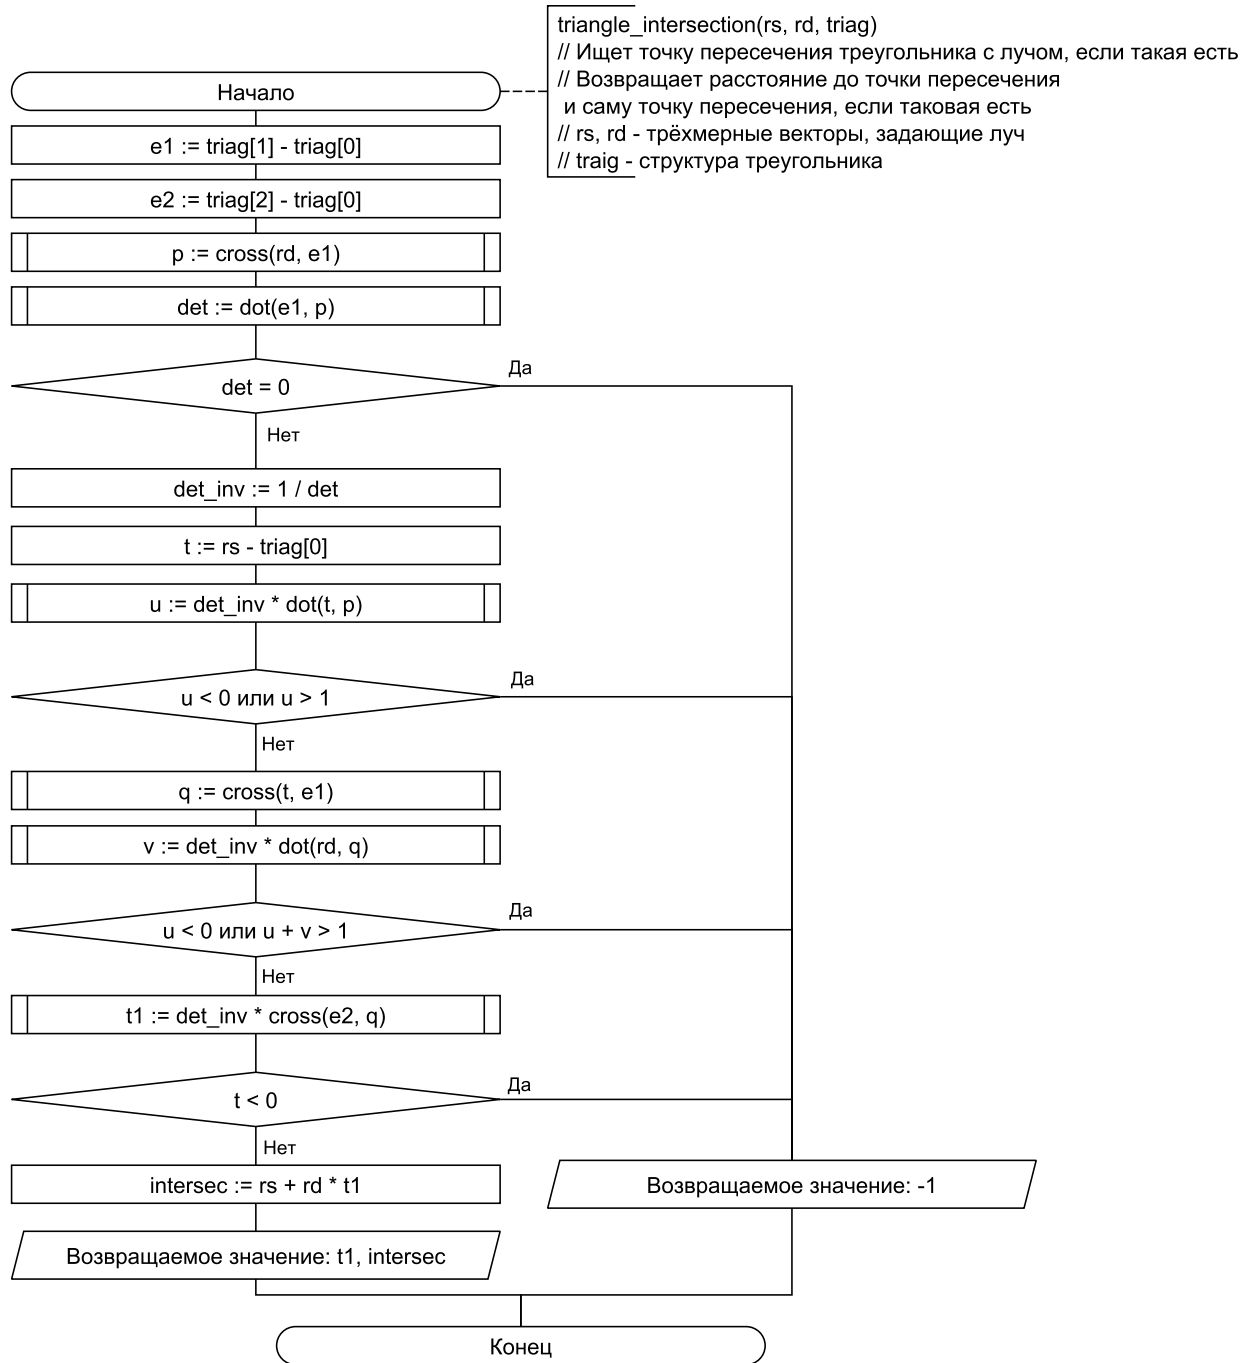 triangle_intersection(rs, rd, triag)
// Ищет точку пересечения треугольника с лучом, если такая есть
// Возвращает расстояние до точки пересечения
и саму точку пересечения, если таковая есть
// rs, rd - трёхмерные векторы, задающие луч
// traig - структура треугольника
Начало
e1 := triag[1] - triag[0]
e2 := triag[2] - triag[0]
p := cross(rd, e1)
det := dot(e1, p)
det = 0
Да
Нет
det_inv := 1 / det
t := rs - triag[0]
u := det_inv * dot(t, p)
u < 0 или u > 1
Да
Нет
q := cross(t, e1)
v := det_inv * dot(rd, q)
u < 0 или u + v > 1
Да
Нет
t1 := det_inv * cross(e2, q)
t < 0
Да
Нет
intersec := rs + rd * t1
Возвращаемое значение: -1
Возвращаемое значение: t1, intersec
Конец